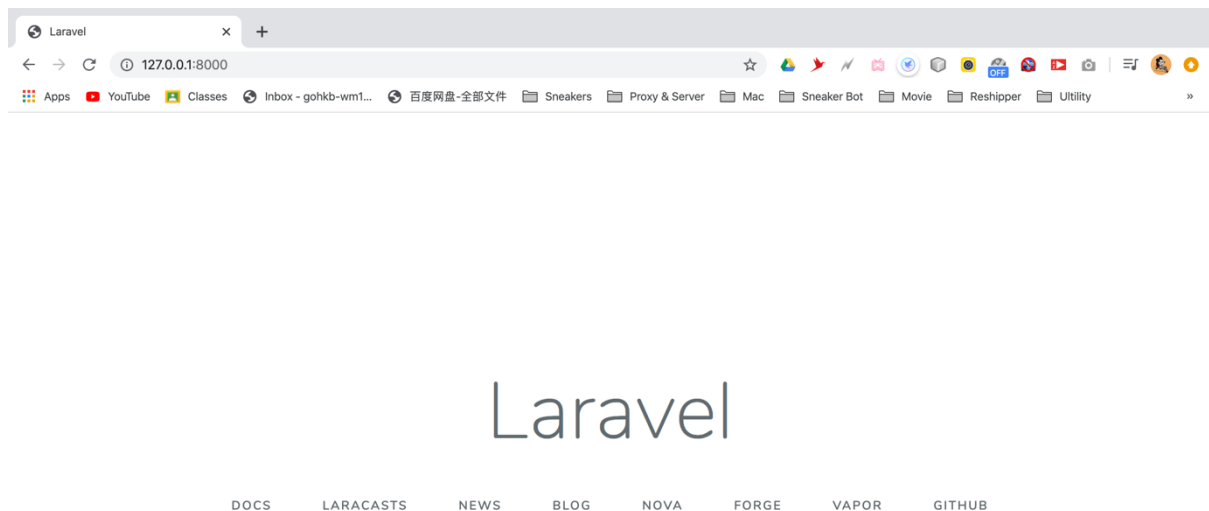 Laravel
127.0.0.1:8000
OFF
Apps YouTube Classes Inbox - gohkb-wm1... 百度网盘-全部文件 Sneakers Proxy & Server Mac Sneaker Bot Movie Reshipper Ultility »
Laravel
DOCS LARACASTS NEWS BLOG NOVA FORGE VAPOR GITHUB